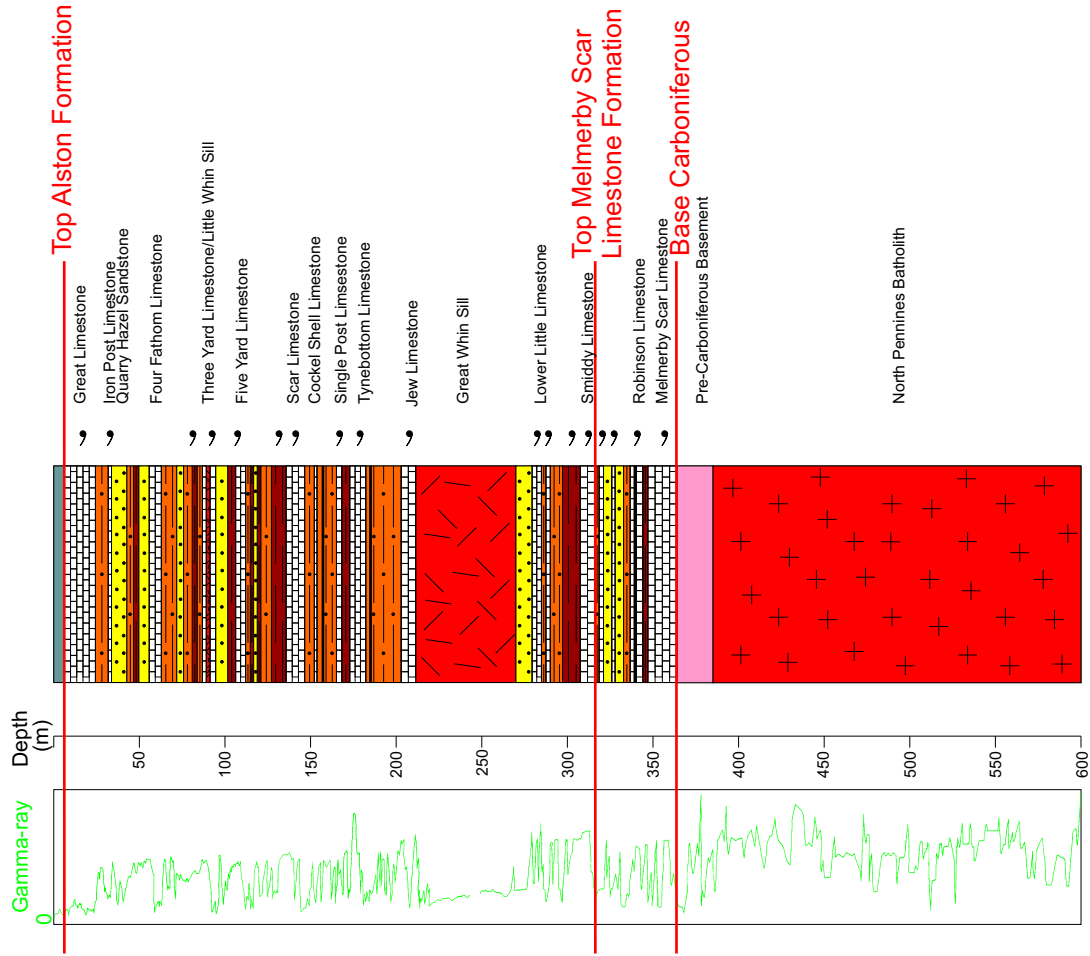 Gamma-ray
0
Depth
(m)
50
100
150
200
250
300
350
400
450
500
550
60
Top Alston Formation
Great Limestone
Iron Post Limestone
Quarry Hazel Sandstone
Four Fathom Limestone
Three Yard Limestone/Little Whin Sill
Five Yard Limestone
Scar Limestone
Cockel Shell Limestone
Single Post Limsestone
Tynebottom Limestone
Jew Limestone
Great Whin Sill
Lower Little Limestone
Smiddy Limestone
Top Melmerby Scar
Limestone Formation
Robinson Limestone
Melmerby Scar Limestone
Base Carboniferous
Pre-Carboniferous Basement
North Pennines Batholith